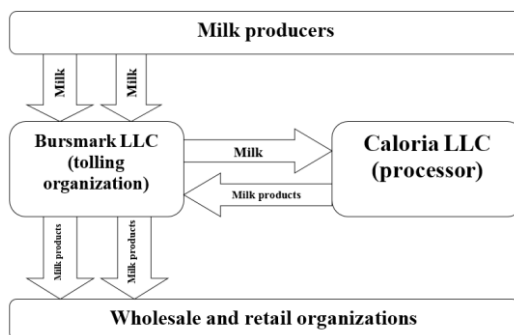 Milk producers
Milk
Milk
Bursmark LLC
(tolling
organization)
Milk
Milk products
Caloria LLC
(processor)
Milk products
Milk products
Wholesale and retail organizations